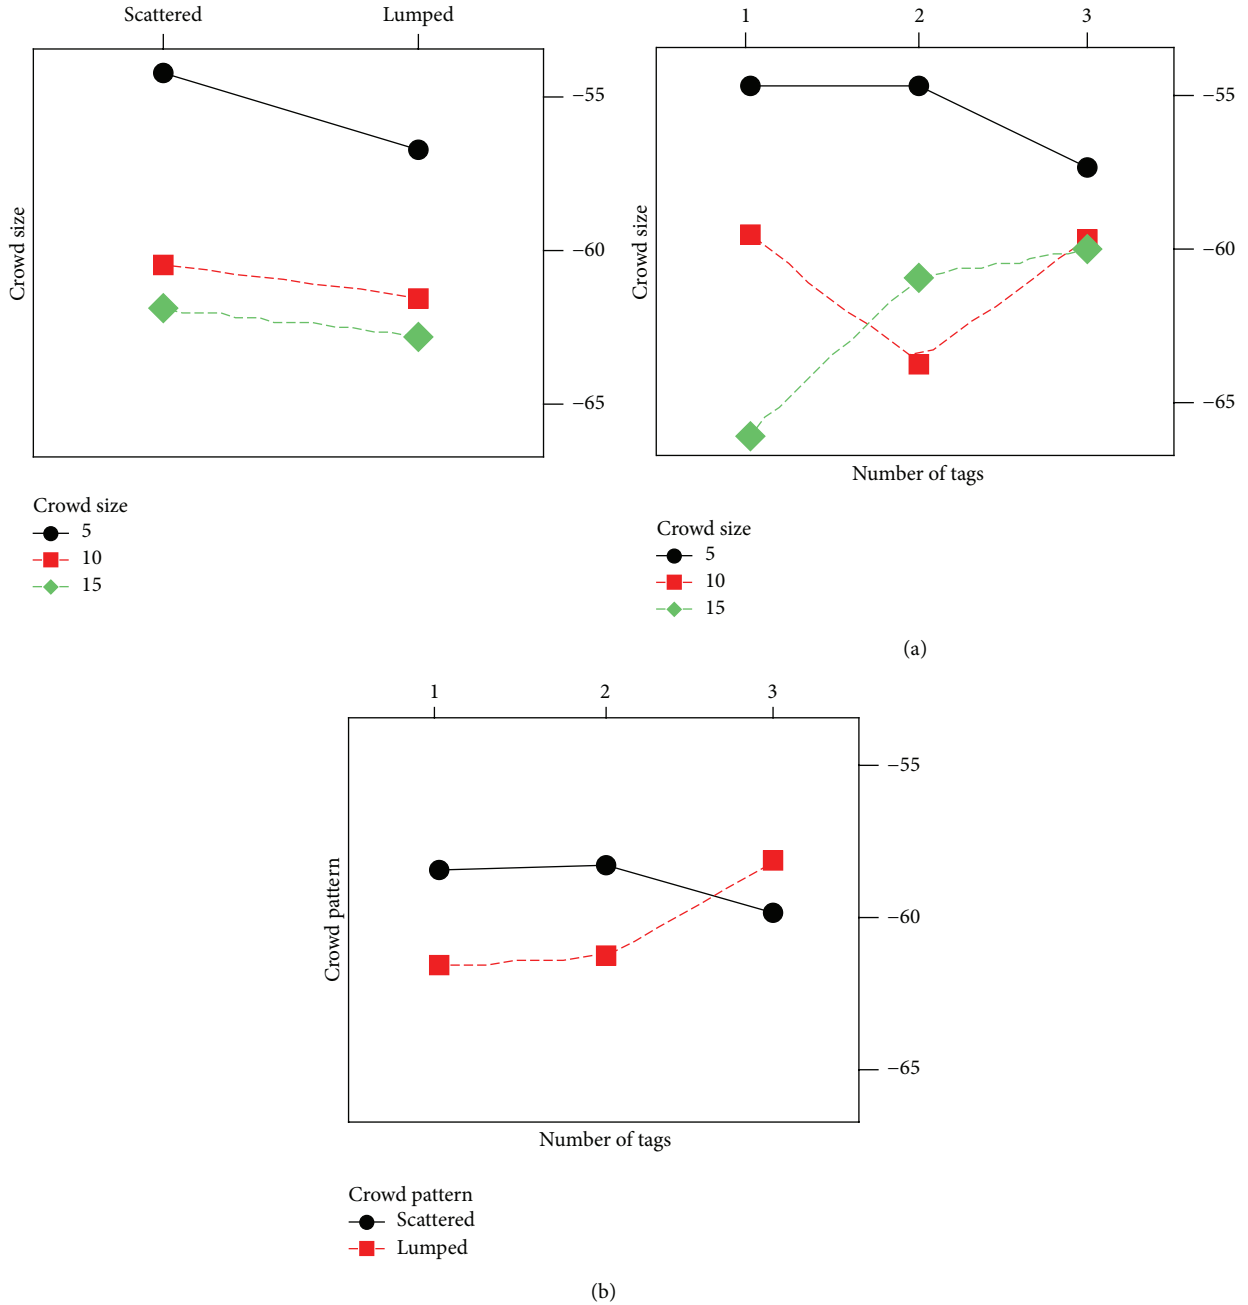 Scattered Lumped
−55
−60
−65
Crowd size
Crowd size
5
10
15
1 2 3
−55
−60
−65
Crowd size
Number of tags
Crowd size
5
10
15
(a)
1 2 3
−55
−60
−65
Crowd pattern
Number of tags
Crowd pattern
Scattered
Lumped
(b)